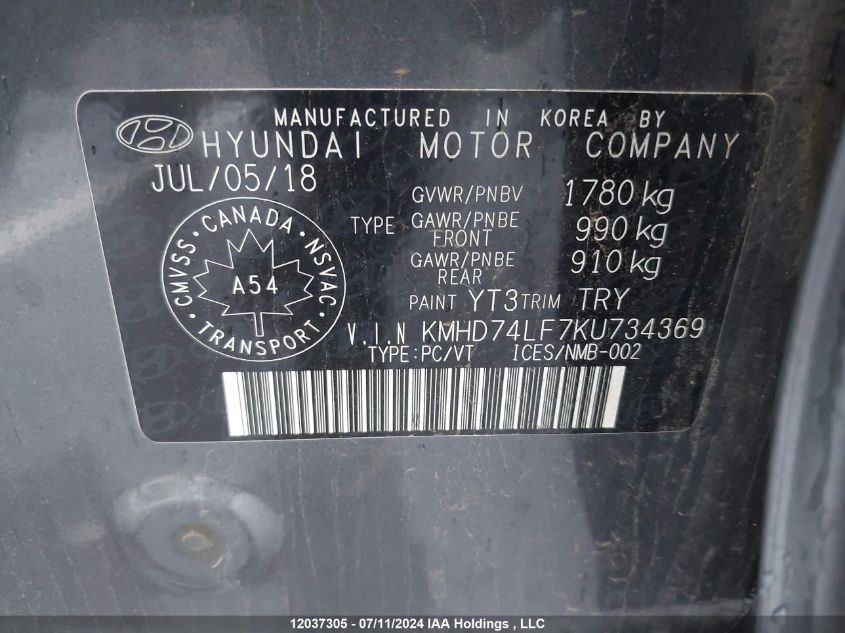 MANUFACTURED IN KOREA BY
HYUNDAI MOTOR COMPANY
JUL/05/18
GVWR/PNBV 1780 kg
TYPE GAWR/PNBE FRONT 990 kg
GAWR/PNBE REAR 910 kg
PAINT YT3 TRIM TRY
V.I.N KMHD74LF7KU734369
TYPE:PC/VT ICES/NMB-002
CANADA
CMVSS · NSVAC
A54
TRANSPORT
12037305 - 07/11/2024 IAA Holdings , LLC